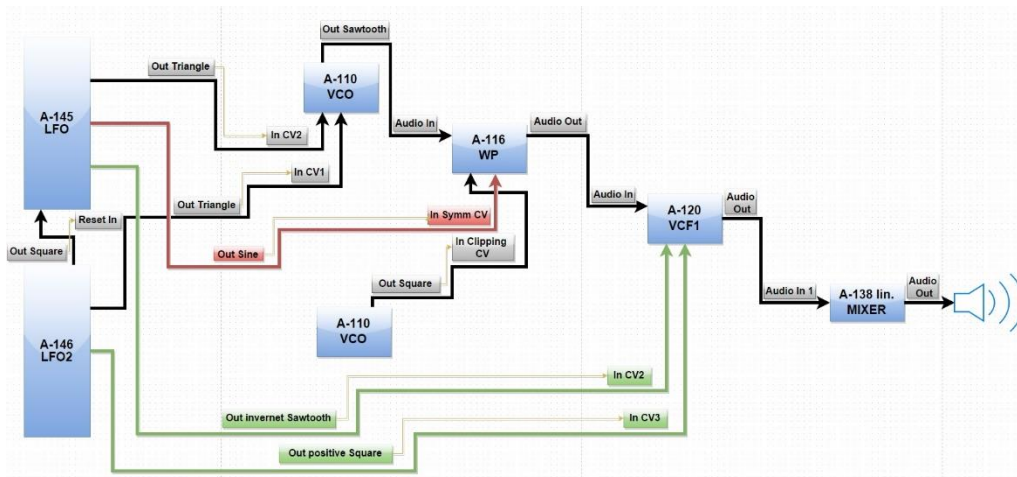 Out Sawtooth
Out Triangle
A-110
VCO
A-145
LFO
In CV2
Audio In
Audio Out
A-116
WP
In CV1
Out Triangle
Audio In
Audio
Out
Reset In
In Symm CV
A-120
VCF1
Out Square
Out Sine
In Clipping
CV
Out Square
Audio In 1
A-138 lin.
MIXER
Audio
Out
A-110
VCO
A-146
LFO2
In CV2
Out invernet Sawtooth
In CV3
Out positive Square